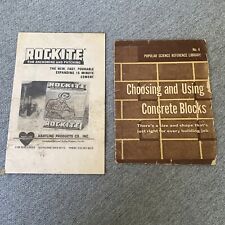 ROCKITE
FOR ANCHORING AND PATCHING
THE NEW, FAST, POURABLE
EXPANDING 15 MINUTE
CEMENT
ROCKITE
HARTLINE PRODUCTS CO., INC.
No. 6
POPULAR SCIENCE REFERENCE LIBRARY
Choosing and Using
Concrete Blocks
There's a size and shape that's
just right for every building job